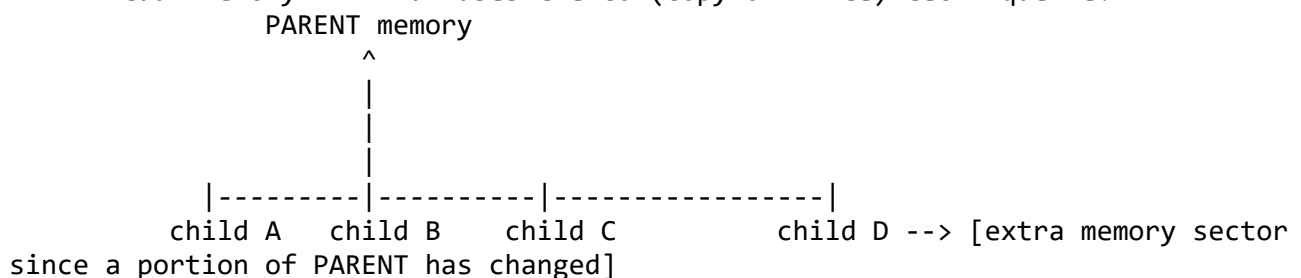 PARENT memory
^
|
|
|
|---------|----------|-----------------|
child A child B child C child D --> [extra memory sector
since a portion of PARENT has changed]